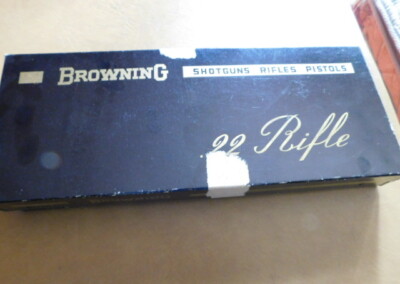 BROWNING
SHOTGUNS RIFLES PISTOLS
22 Rifle